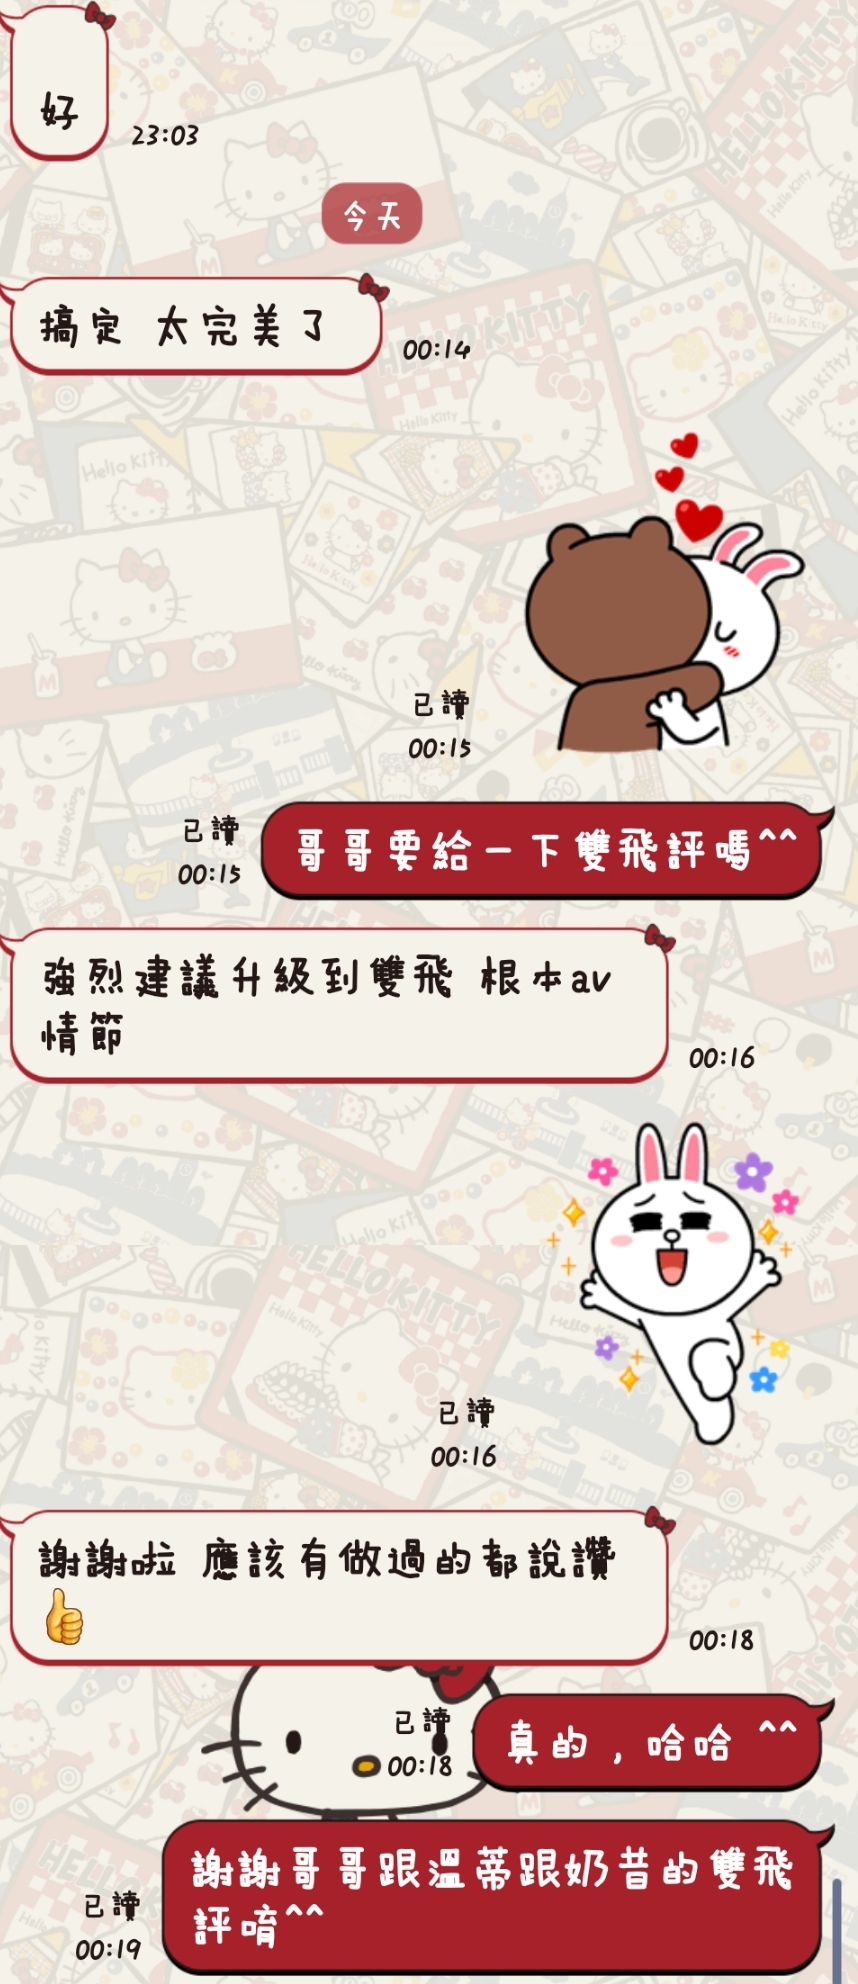 好
23:03
今天
搞定 太完美了
00:14
已讀
00:15
已讀
00:15
哥哥要給一下雙飛評嗎^^
強烈建議升級到雙飛 根本av
情節
00:16
已讀
00:16
謝謝啦 應該有做過的都說讚
👍
00:18
已讀
00:18
真的，哈哈 ^^
謝謝哥哥跟溫蒂跟奶昔的雙飛
評唷^^
已讀
00:19
HELLO KITTY
Hello Kitty